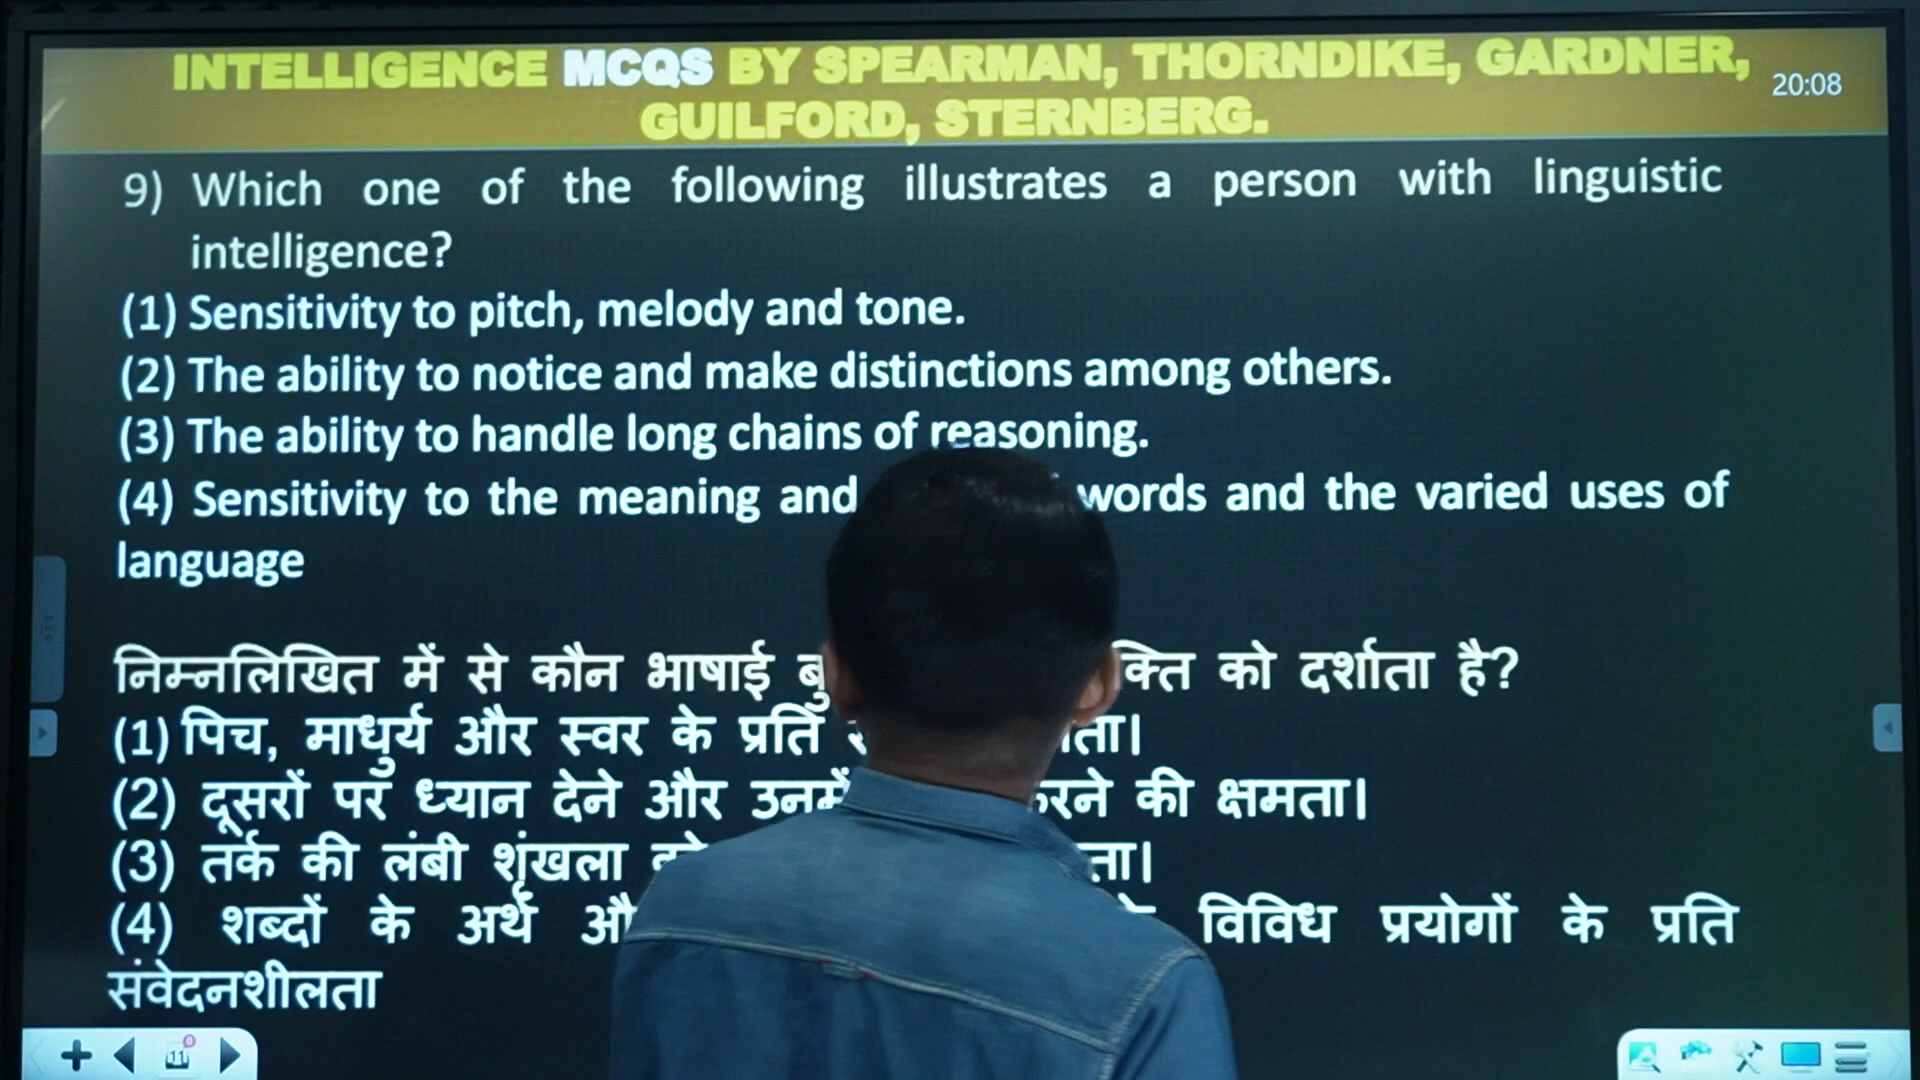 INTELLIGENCE MCQS BY SPEARMAN, THORNDIKE, GARDNER,
GUILFORD, STERNBERG.
20:08
9) Which one of the following illustrates a person with linguistic
intelligence?
(1) Sensitivity to pitch, melody and tone.
(2) The ability to notice and make distinctions among others.
(3) The ability to handle long chains of reasoning.
(4) Sensitivity to the meaning and words and the varied uses of
language
निम्नलिखित में से कौन भाषाई को दर्शाता है?
(1) पिच, माधुर्य और स्वर के प्रति
(2) दूसरों पर ध्यान देने और करने की क्षमता।
(3) तर्क की लंबी शृंखला
(4) शब्दों के अर्थ विविध प्रयोगों के प्रति
संवेदनशीलता
11